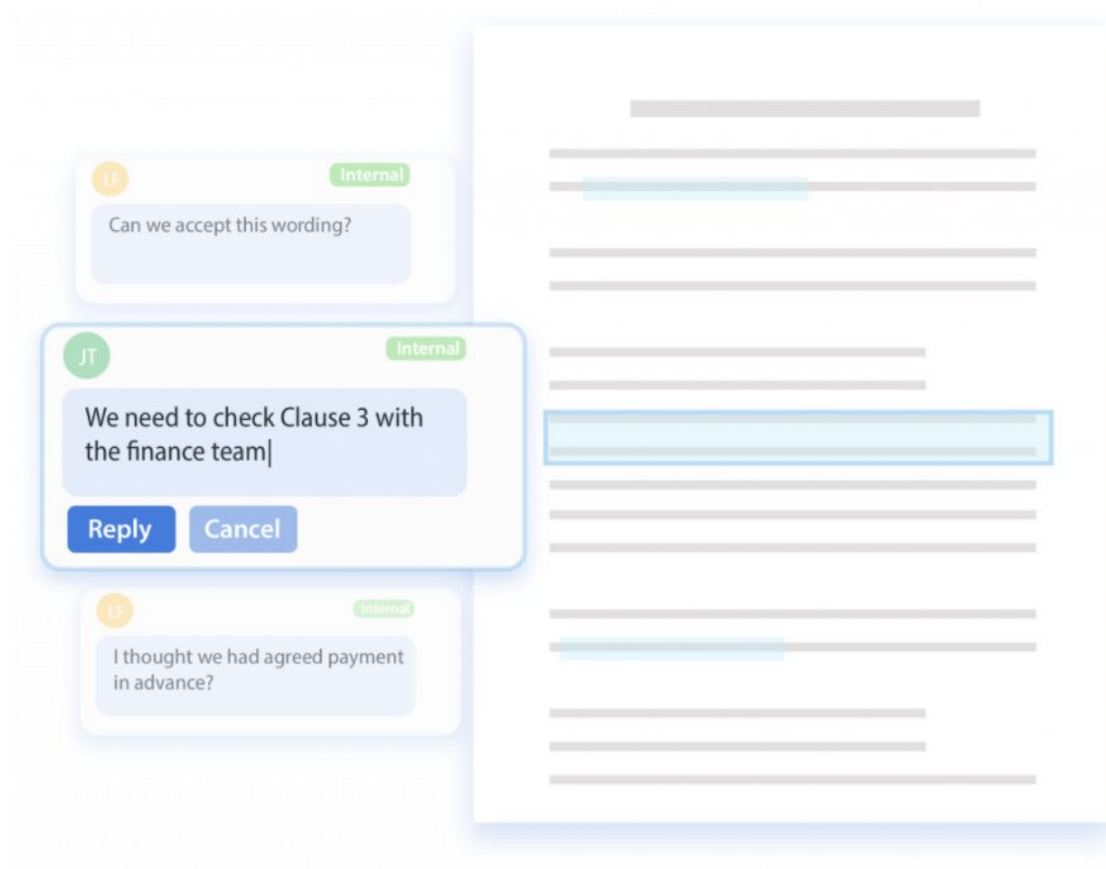 LF
Internal
Can we accept this wording?
JT
Internal
We need to check Clause 3 with
the finance team
Reply Cancel
LF
Internal
I thought we had agreed payment
in advance?